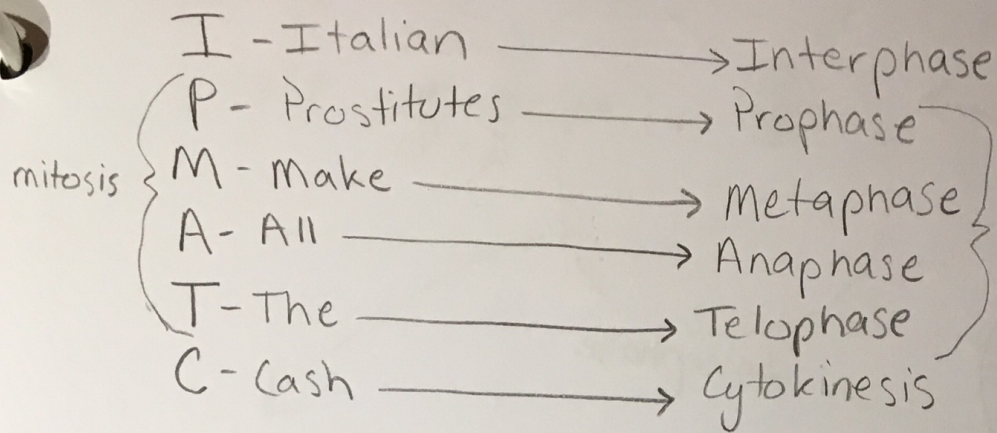 I - Italian → Interphase
P - Prostitutes → Prophase
mitosis
M - Make → Metaphase
A - All → Anaphase
T - The → Telophase
C - Cash → Cytokinesis